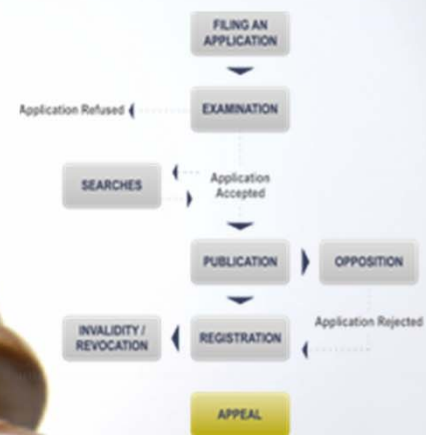 FILING AN
APPLICATION
Application Refused
EXAMINATION
SEARCHES
Application
Accepted
PUBLICATION
OPPOSITION
INVALIDITY /
REVOCATION
REGISTRATION
Application Rejected
APPEAL